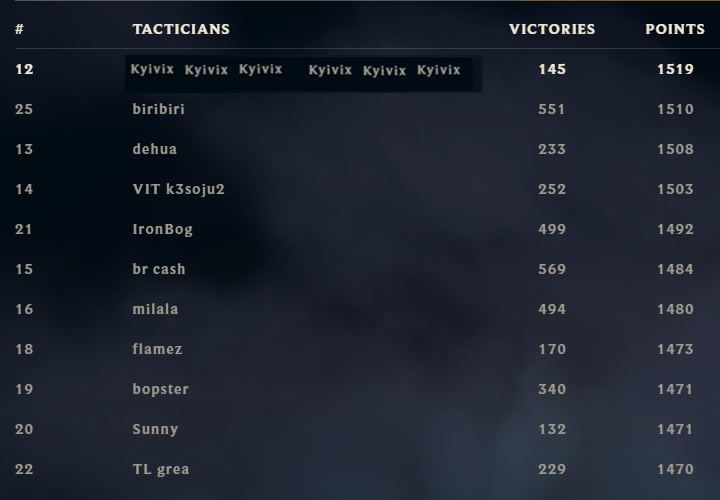 # TACTICIANS VICTORIES POINTS
12 Kyivix Kyivix Kyivix Kyivix Kyivix Kyivix 145 1519
25 biribiri 551 1510
13 dehua 233 1508
14 VIT k3soju2 252 1503
21 IronBog 499 1492
15 br cash 569 1484
16 milala 494 1480
18 flamez 170 1473
19 bopster 340 1471
20 Sunny 132 1471
22 TL grea 229 1470